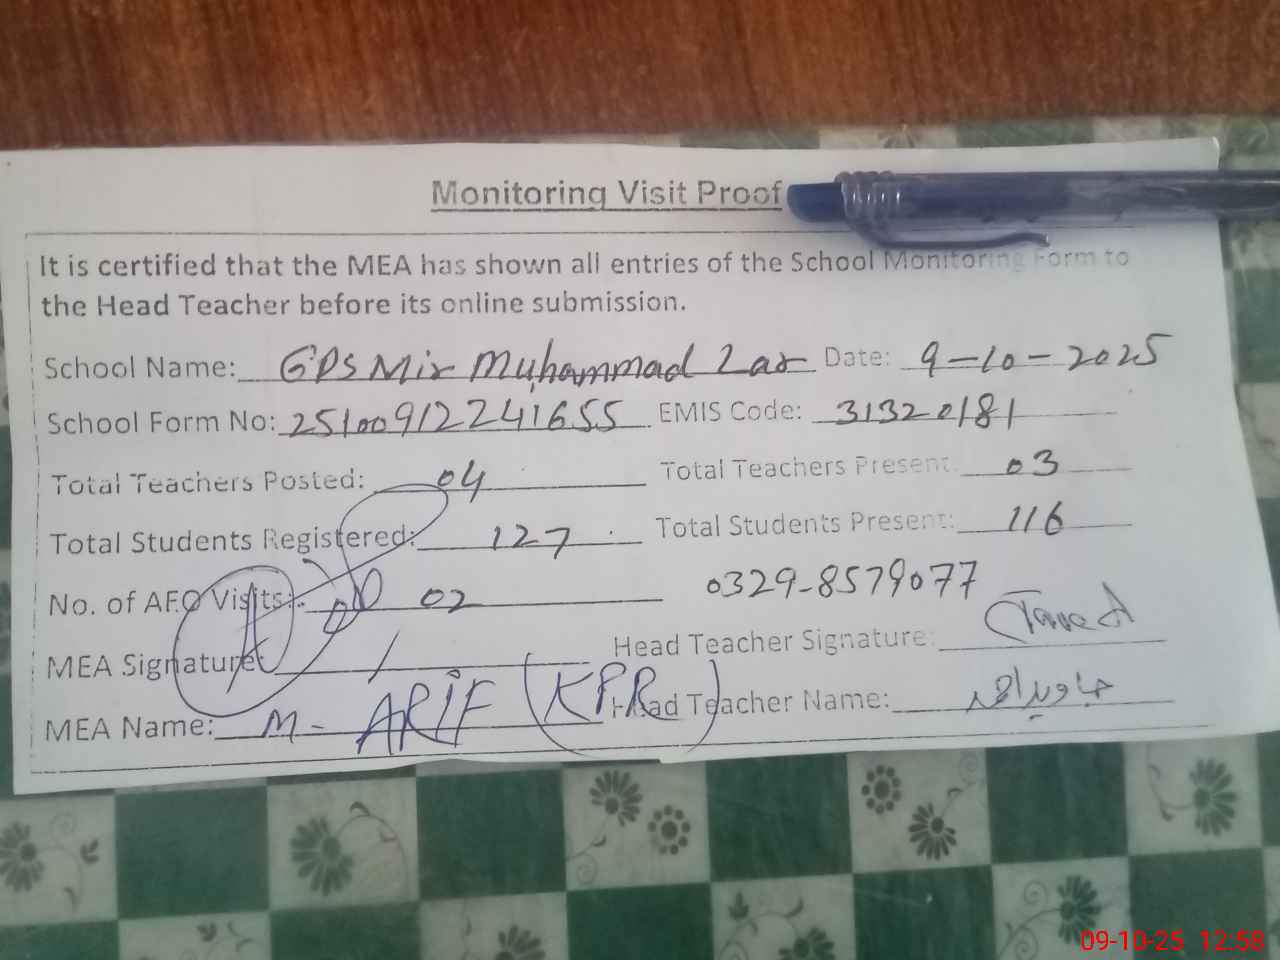 Monitoring Visit Proof
It is certified that the MEA has shown all entries of the School Monitoring Form to
the Head Teacher before its online submission.
School Name: GPS Mir Muhammad Lar Date: 9-10-2025
School Form No: 251009122241655 EMIS Code: 31320181
Total Teachers Posted: 04 Total Teachers Present: 03
Total Students Registered: 127 Total Students Present: 116
No. of AEO Visits: 02 0329-8579077
MEA Signature: Head Teacher Signature: Javed A
MEA Name: M- ARIF (KPR) Head Teacher Name: جاوید احمد
09-10-25 12:58